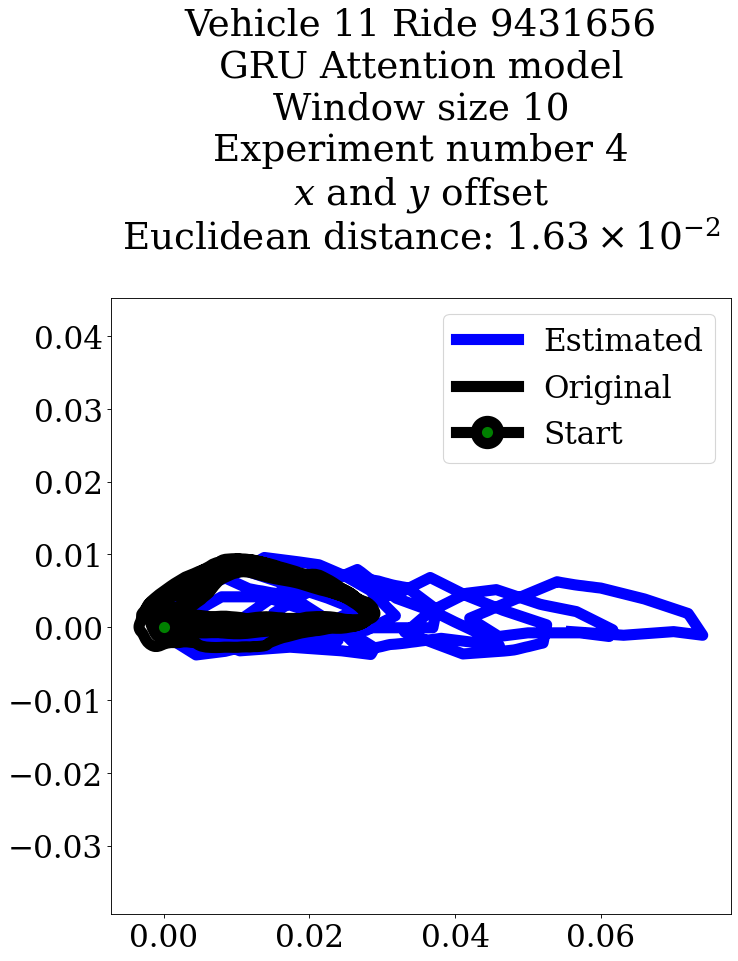 Vehicle 11 Ride 9431656
GRU Attention model
Window size 10
Experiment number 4
x and y offset
Euclidean distance: 1.63 × 10⁻²
Estimated
Original
Start
0.04
0.03
0.02
0.01
0.00
−0.01
−0.02
−0.03
0.00 0.02 0.04 0.06